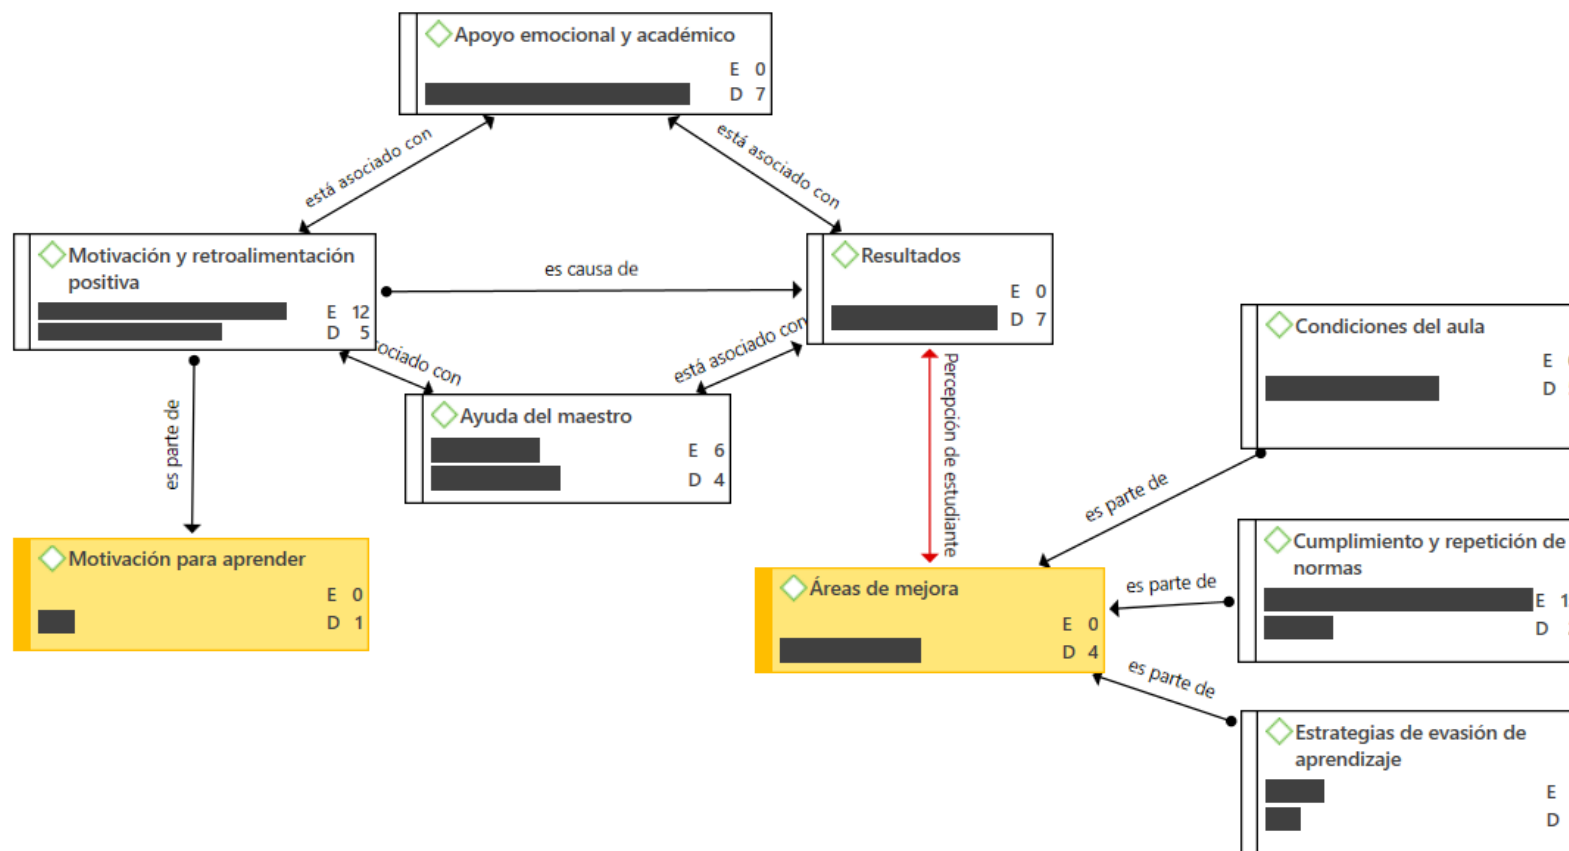 Apoyo emocional y académico
E 0
D 7
está asociado con
está asociado con
Motivación y retroalimentación
positiva
E 12
D 5
es causa de
Resultados
E 0
D 7
sociado con
está asociado con
Ayuda del maestro
E 6
D 4
es parte de
Motivación para aprender
E 0
D 1
Percepción de estudiante
Áreas de mejora
E 0
D 4
Condiciones del aula
E
D
es parte de
Cumplimiento y repetición de
normas
E 1
D
es parte de
Estrategias de evasión de
aprendizaje
E
D
es parte de